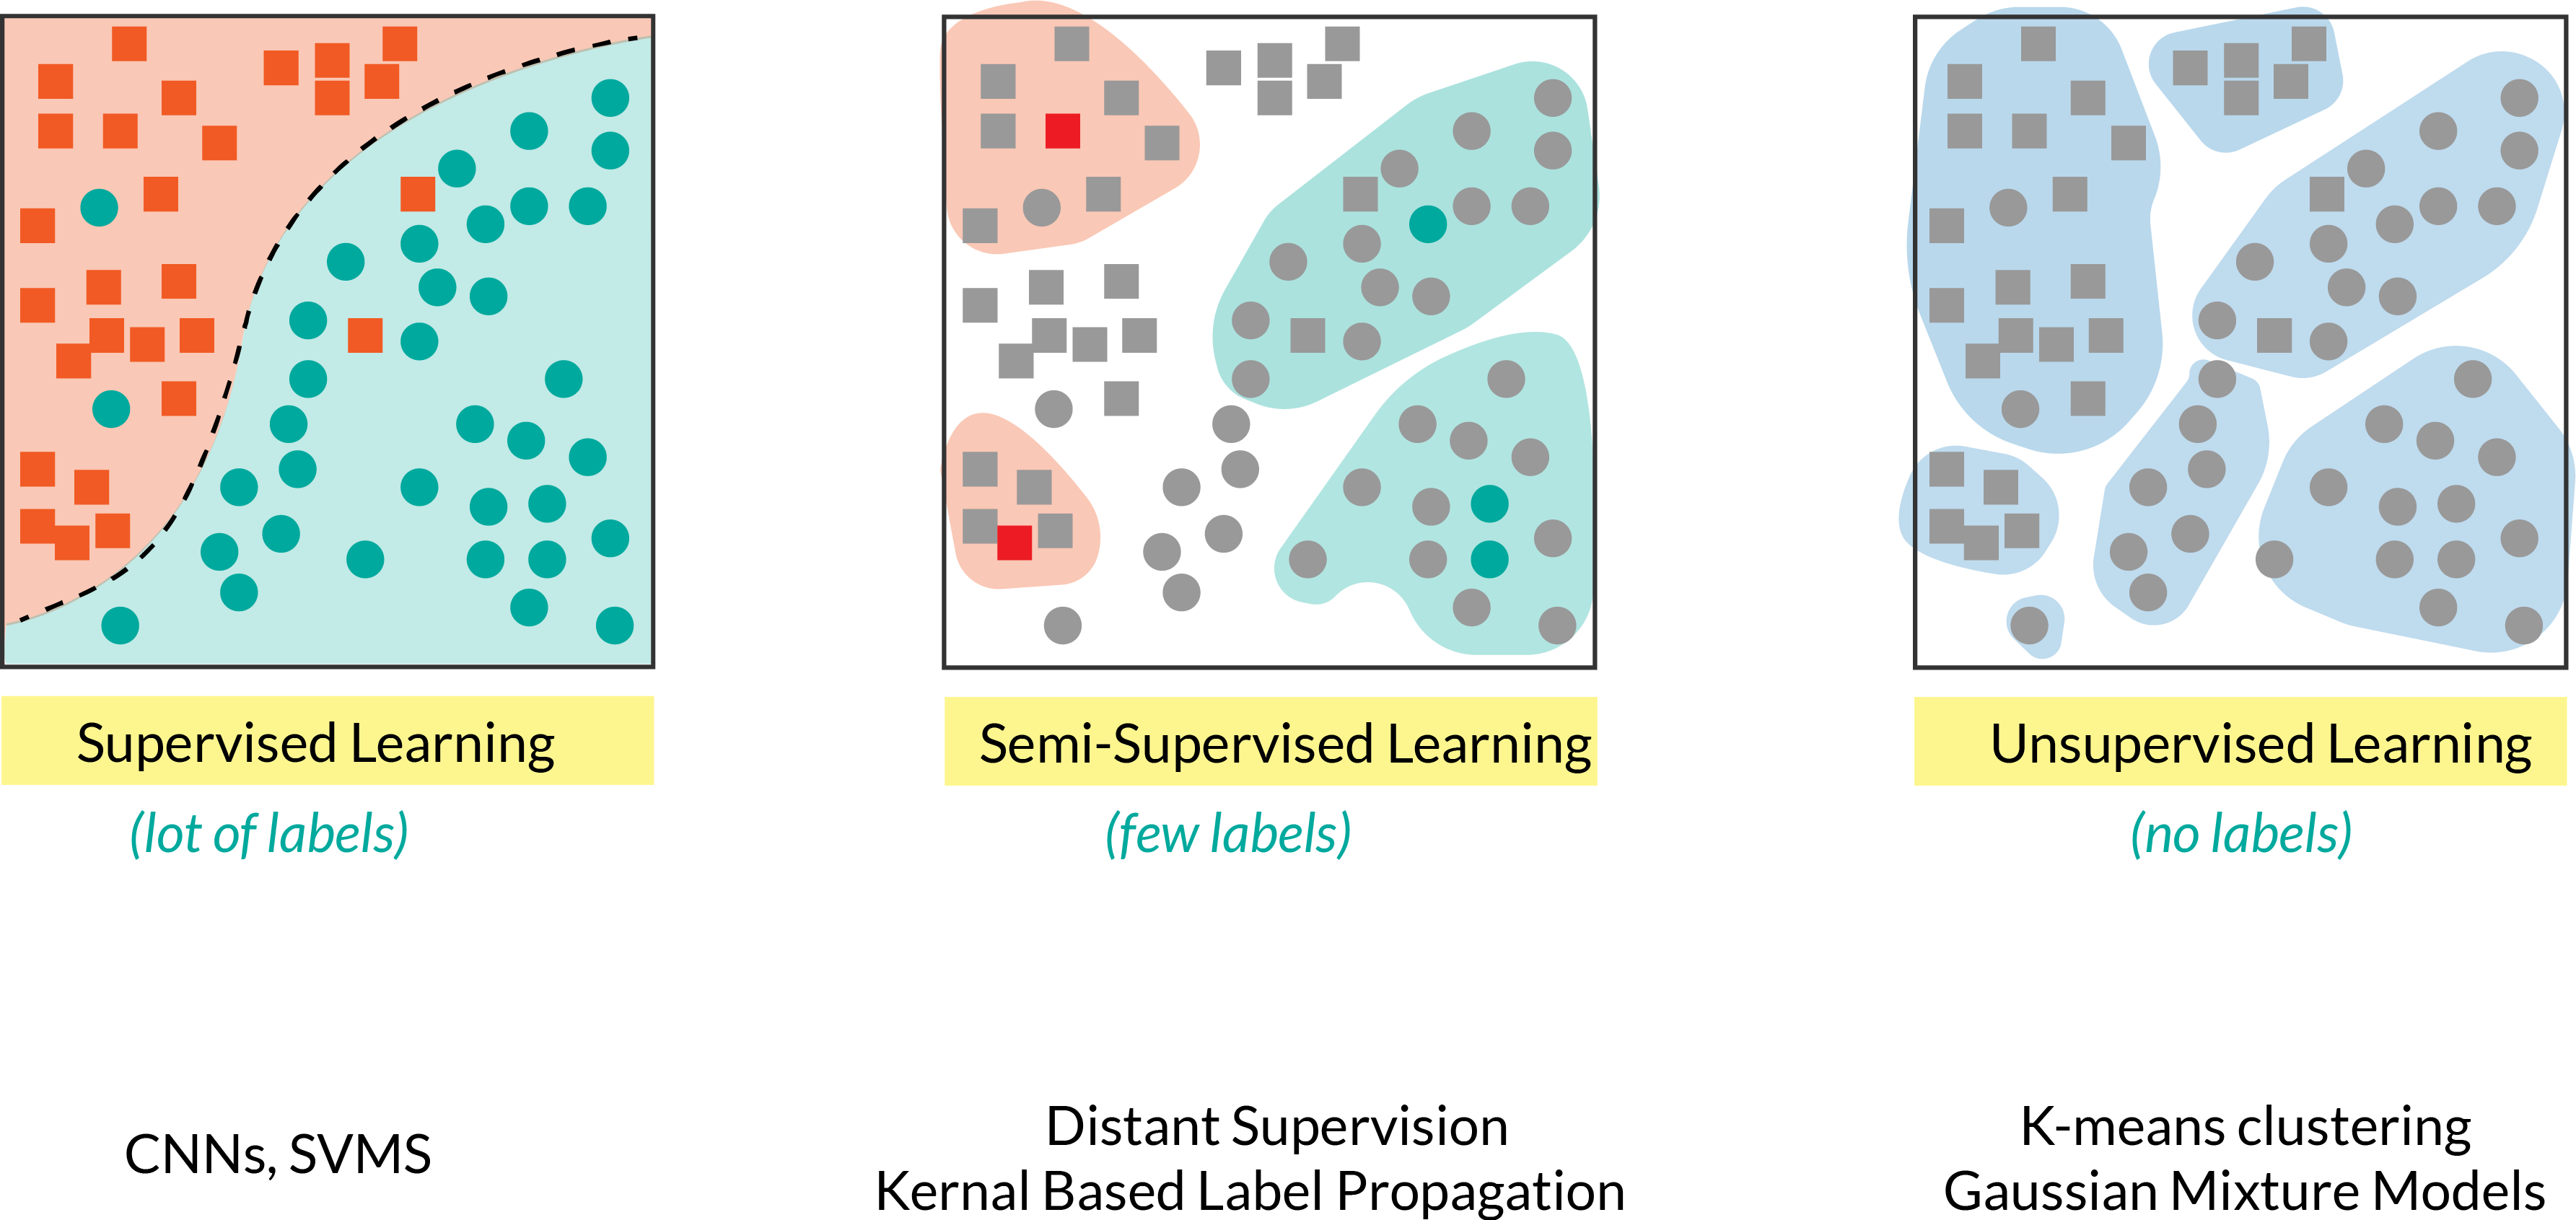 Supervised Learning
(lot of labels)
CNNs, SVMS
Semi-Supervised Learning
(few labels)
Distant Supervision
Kernal Based Label Propagation
Unsupervised Learning
(no labels)
K-means clustering
Gaussian Mixture Models